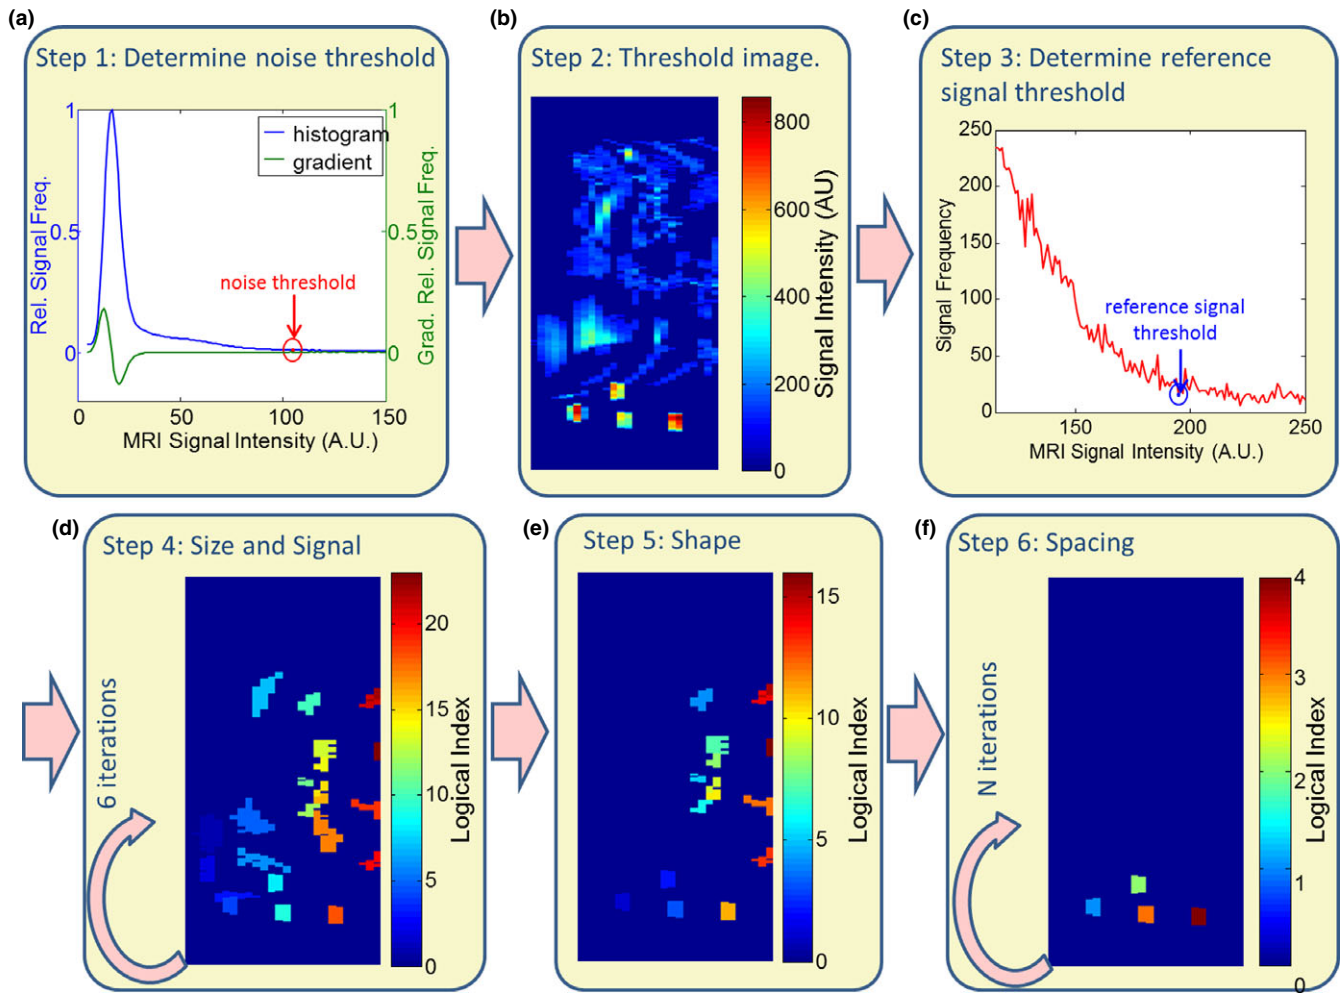 (a)
Step 1: Determine noise threshold
1
0.5
0
Rel. Signal Freq.
histogram
gradient
noise threshold
1
0.5
0
Grad. Rel. Signal Freq.
0
50
100
150
MRI Signal Intensity (A.U.)
(b)
Step 2: Threshold image.
800
600
400
200
0
Signal Intensity (AU)
(c)
Step 3: Determine reference
signal threshold
250
200
150
100
50
0
Signal Frequency
reference signal
threshold
150
200
250
MRI Signal Intensity (A.U.)
(d)
Step 4: Size and Signal
6 iterations
20
15
10
5
0
Logical Index
(e)
Step 5: Shape
15
10
5
0
Logical Index
(f)
Step 6: Spacing
N iterations
4
3
2
1
0
Logical Index